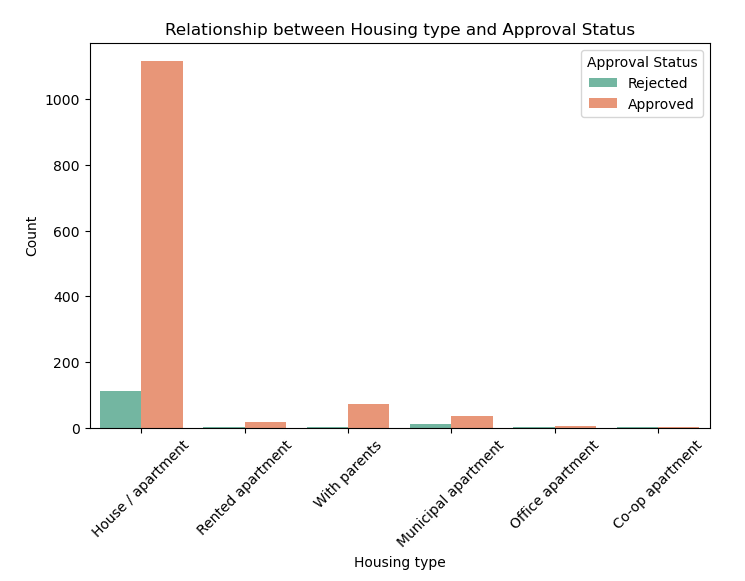 Relationship between Housing type and Approval Status
Approval Status
Rejected
Approved
Count
1000
800
600
400
200
0
House / apartment
Rented apartment
With parents
Municipal apartment
Office apartment
Co-op apartment
Housing type